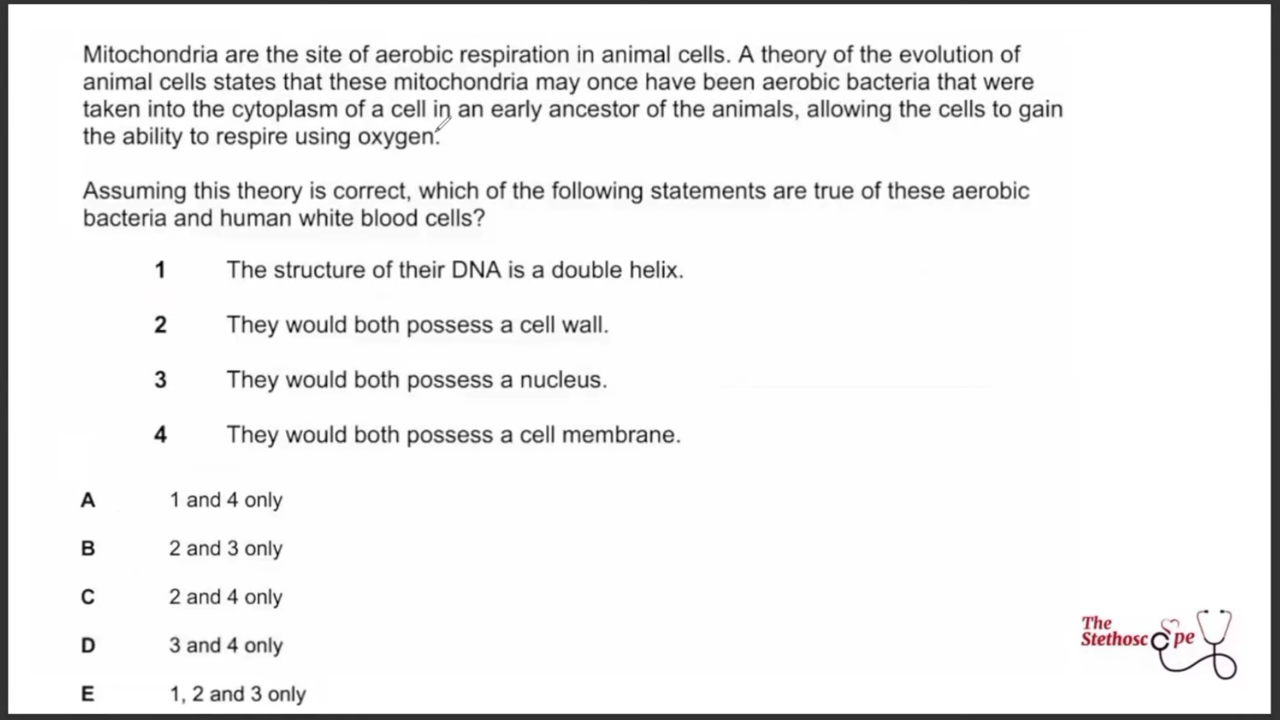 Mitochondria are the site of aerobic respiration in animal cells. A theory of the evolution of
animal cells states that these mitochondria may once have been aerobic bacteria that were
taken into the cytoplasm of a cell in an early ancestor of the animals, allowing the cells to gain
the ability to respire using oxygen.
Assuming this theory is correct, which of the following statements are true of these aerobic
bacteria and human white blood cells?
1 The structure of their DNA is a double helix.
2 They would both possess a cell wall.
3 They would both possess a nucleus.
4 They would both possess a cell membrane.
A 1 and 4 only
B 2 and 3 only
C 2 and 4 only
D 3 and 4 only
E 1, 2 and 3 only
The
Stethoscope